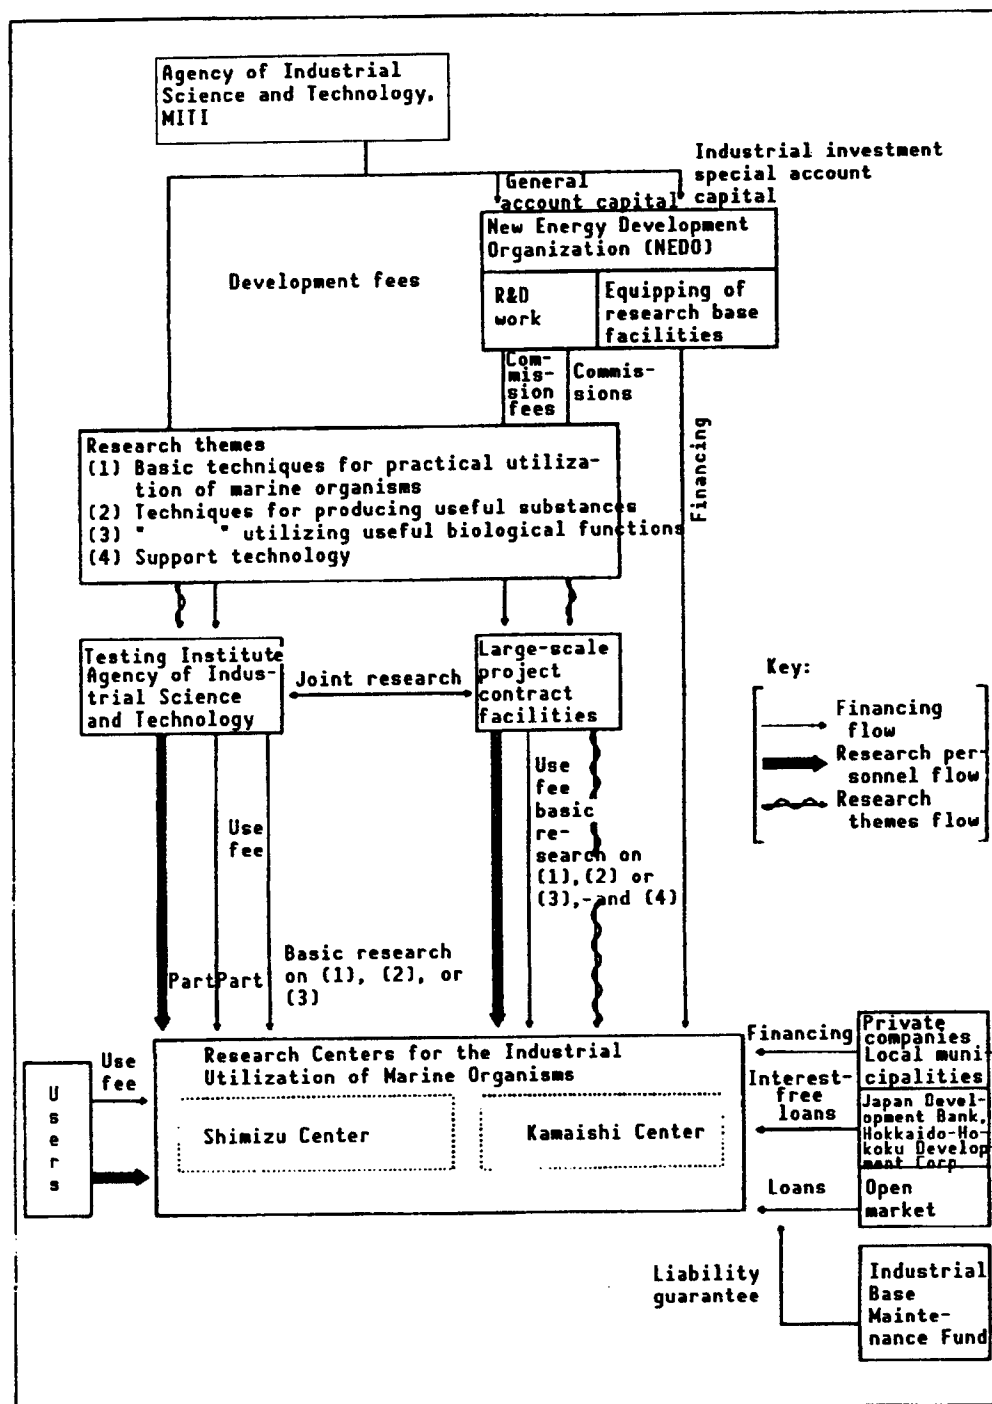 Agency of Industrial
Science and Technology,
MITI
Industrial investment
special account
capital
General
account capital
New Energy Development
Organization (NEDO)
Development fees
R&D
work
Equipping of
research base
facilities
Com-
mis-
sion
fees
Commis-
sions
Financing
Research themes
(1) Basic techniques for practical utiliza-
tion of marine organisms
(2) Techniques for producing useful substances
(3) " " utilizing useful biological functions
(4) Support technology
Testing Institute
Agency of Indus-
trial Science
and Technology
Joint research
Large-scale
project
contract
facilities
Key:
Financing
flow
Research per-
sonnel flow
Research
themes flow
Use
fee
Use
fee
basic
re-
search on
(1),(2) or
(3),-and (4)
Part
Part
Basic research
on (1), (2), or
(3)
Users
Use
fee
Research Centers for the Industrial
Utilization of Marine Organisms
Shimizu Center
Kamaishi Center
Financing
Private
companies
Local muni-
cipalities
Interest-
free
loans
Japan Devel-
opment Bank,
Hokkaido-Ho-
koku Develop
ment Corp.
Loans
Open
market
Liability
guarantee
Industrial
Base
Mainte-
nance Fund